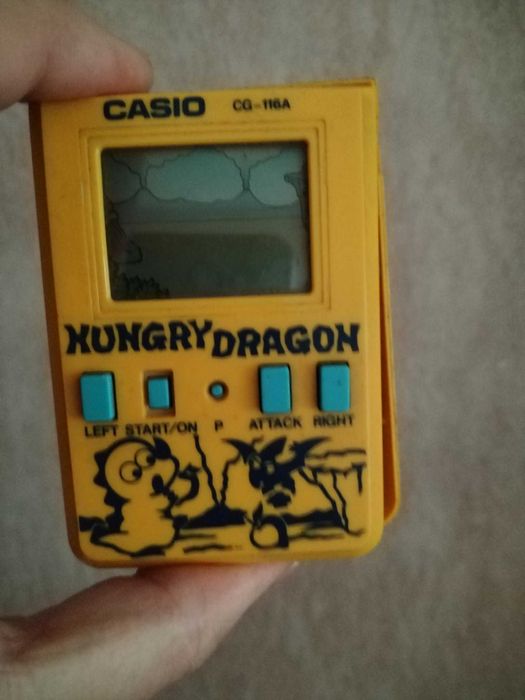 CASIO CG-116A
HUNGRY DRAGON
LEFT START/ON P ATTACK RIGHT